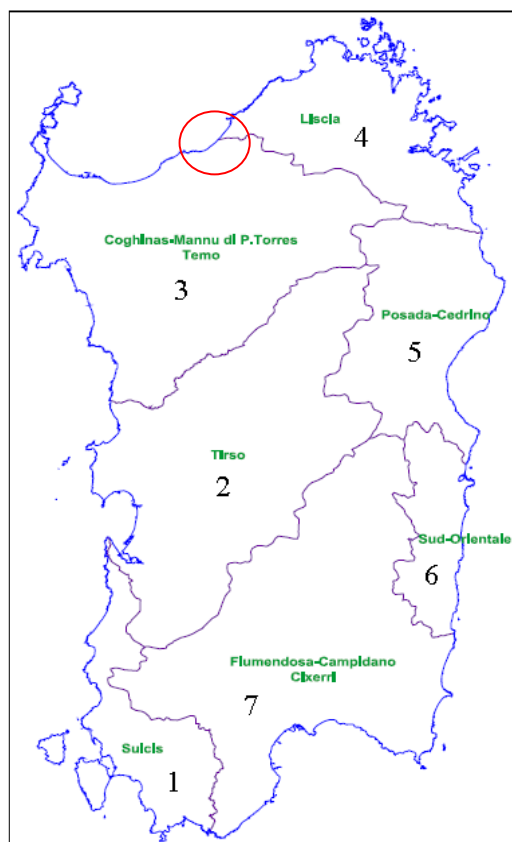 Liscia
4
Coghinas-Mannu di P.Torres
Temo
3
Posada-Cedrino
5
Tirso
2
Sud-Orientale
6
Flumendosa-Campidano
Cixerri
7
Sulcis
1